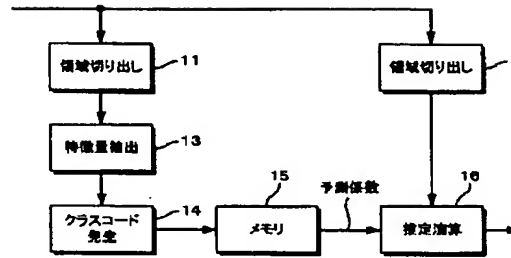 領域切り出し
11
領域切り出し
特徴量抽出
13
クラスコード
発生
14
メモリ
15
予測係数
推定演算
16